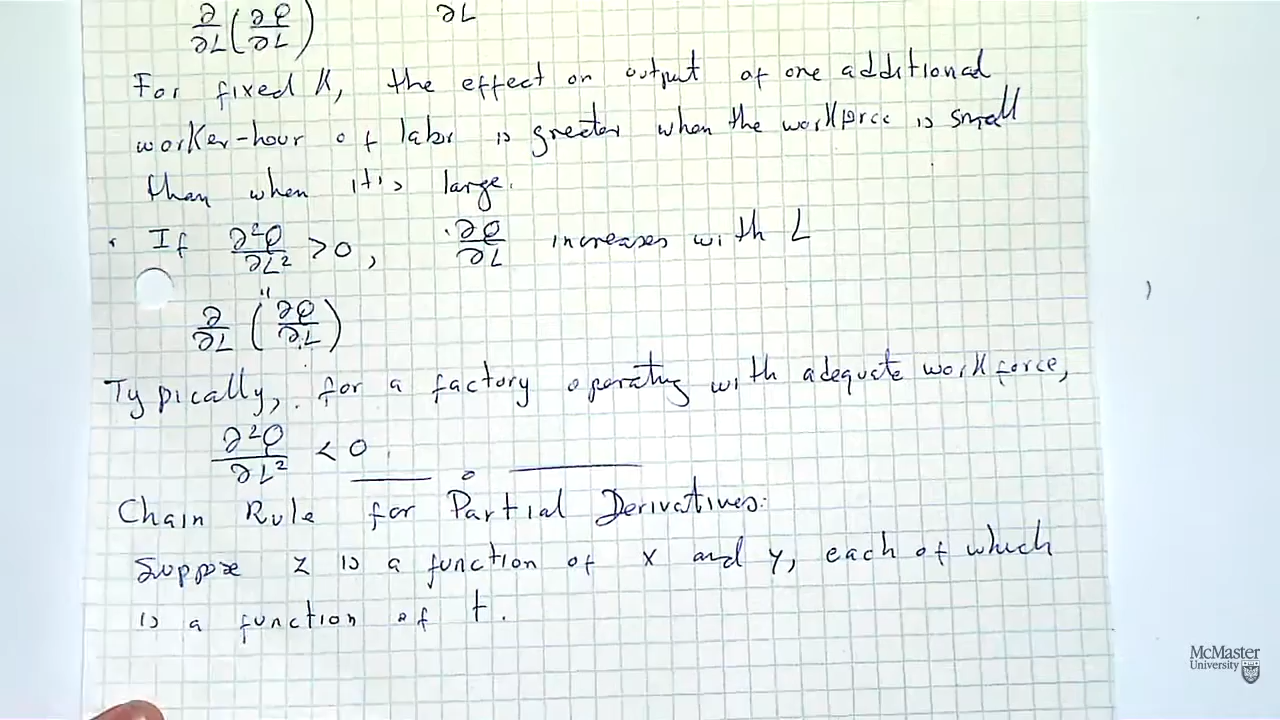 ∂/∂L (∂Q/∂L) ∂L
For fixed K, the effect on output of one additional
worker-hour of labor is greater when the workforce is small
than when it's large.
· If ∂²Q/∂L² > 0, ∂Q/∂L increases with L
"
∂/∂L (∂Q/∂L)
Typically, for a factory operating with adequate workforce,
∂²Q/∂L² < 0.
Chain Rule for Partial Derivatives:
Suppose z is a function of x and y, each of which
is a function of t.
McMaster
University